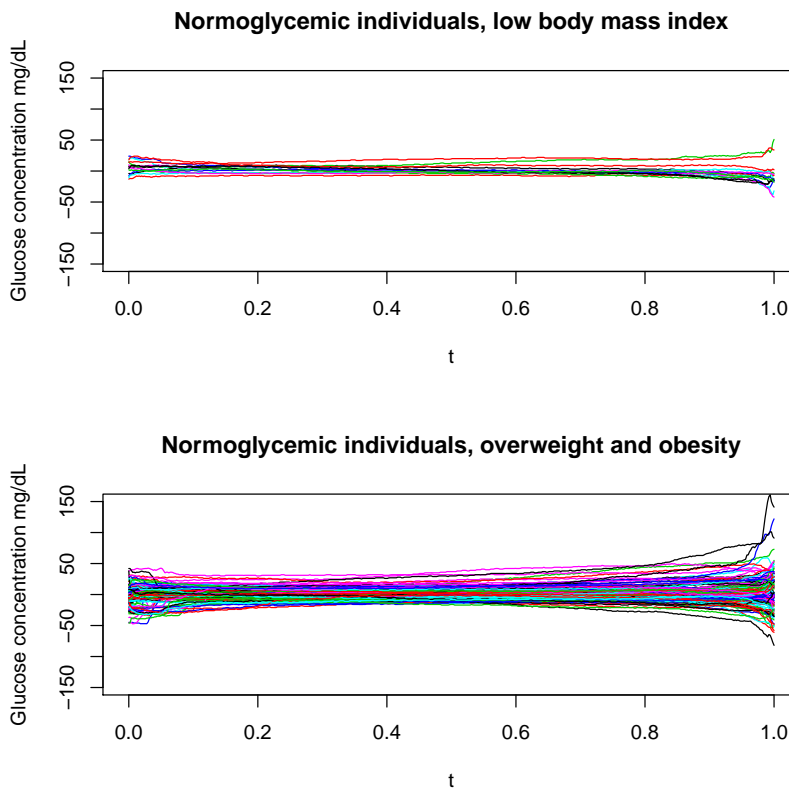 Normoglycemic individuals, low body mass index
Glucose concentration mg/dL
150
50
−50
−150
0.0 0.2 0.4 0.6 0.8 1.0
t
Normoglycemic individuals, overweight and obesity
Glucose concentration mg/dL
150
50
−50
−150
0.0 0.2 0.4 0.6 0.8 1.0
t